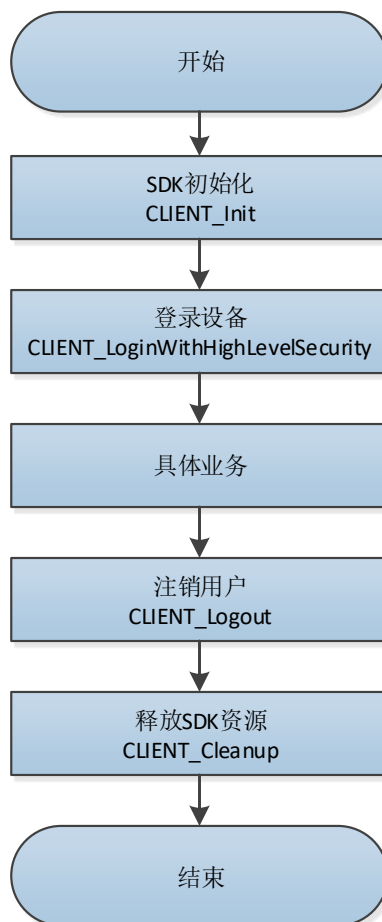 开始
SDK初始化
CLIENT_Init
登录设备
CLIENT_LoginWithHighLevelSecurity
具体业务
注销用户
CLIENT_Logout
释放SDK资源
CLIENT_Cleanup
结束